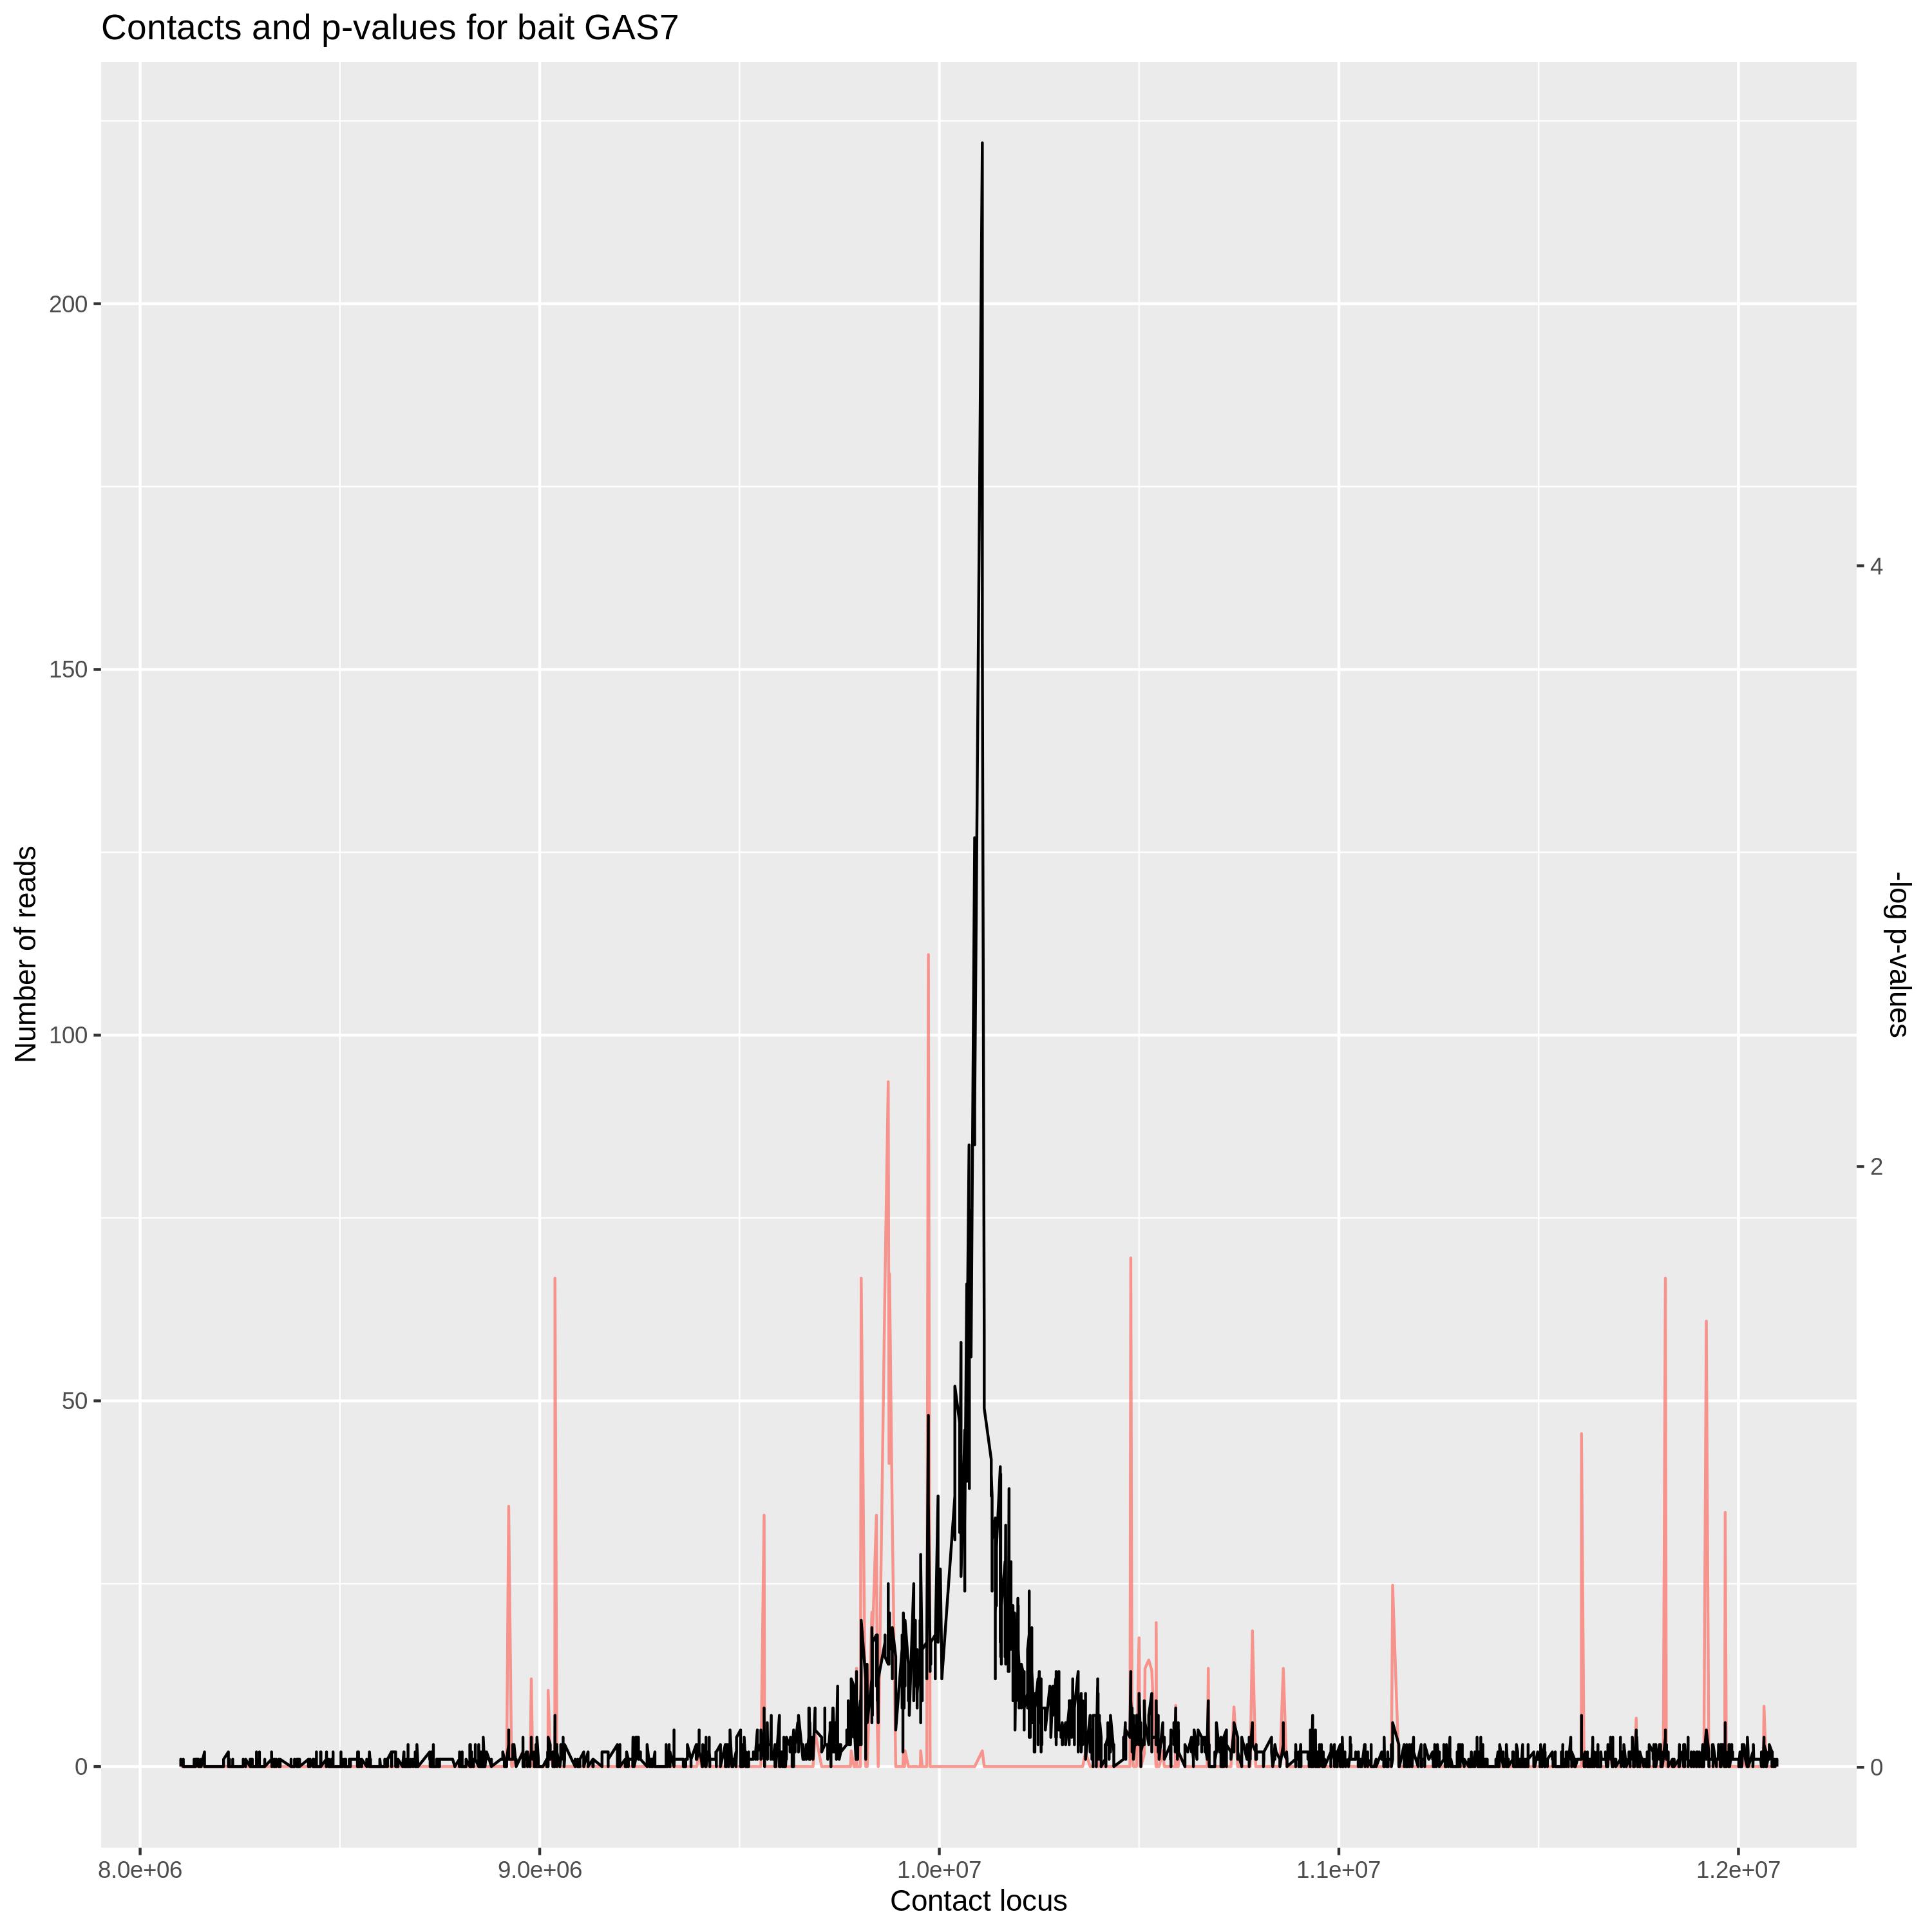 Contacts and p-values for bait GAS7
Number of reads
200
150
100
50
0
4
2
0
-log p-values
8.0e+06
9.0e+06
1.0e+07
1.1e+07
1.2e+07
Contact locus